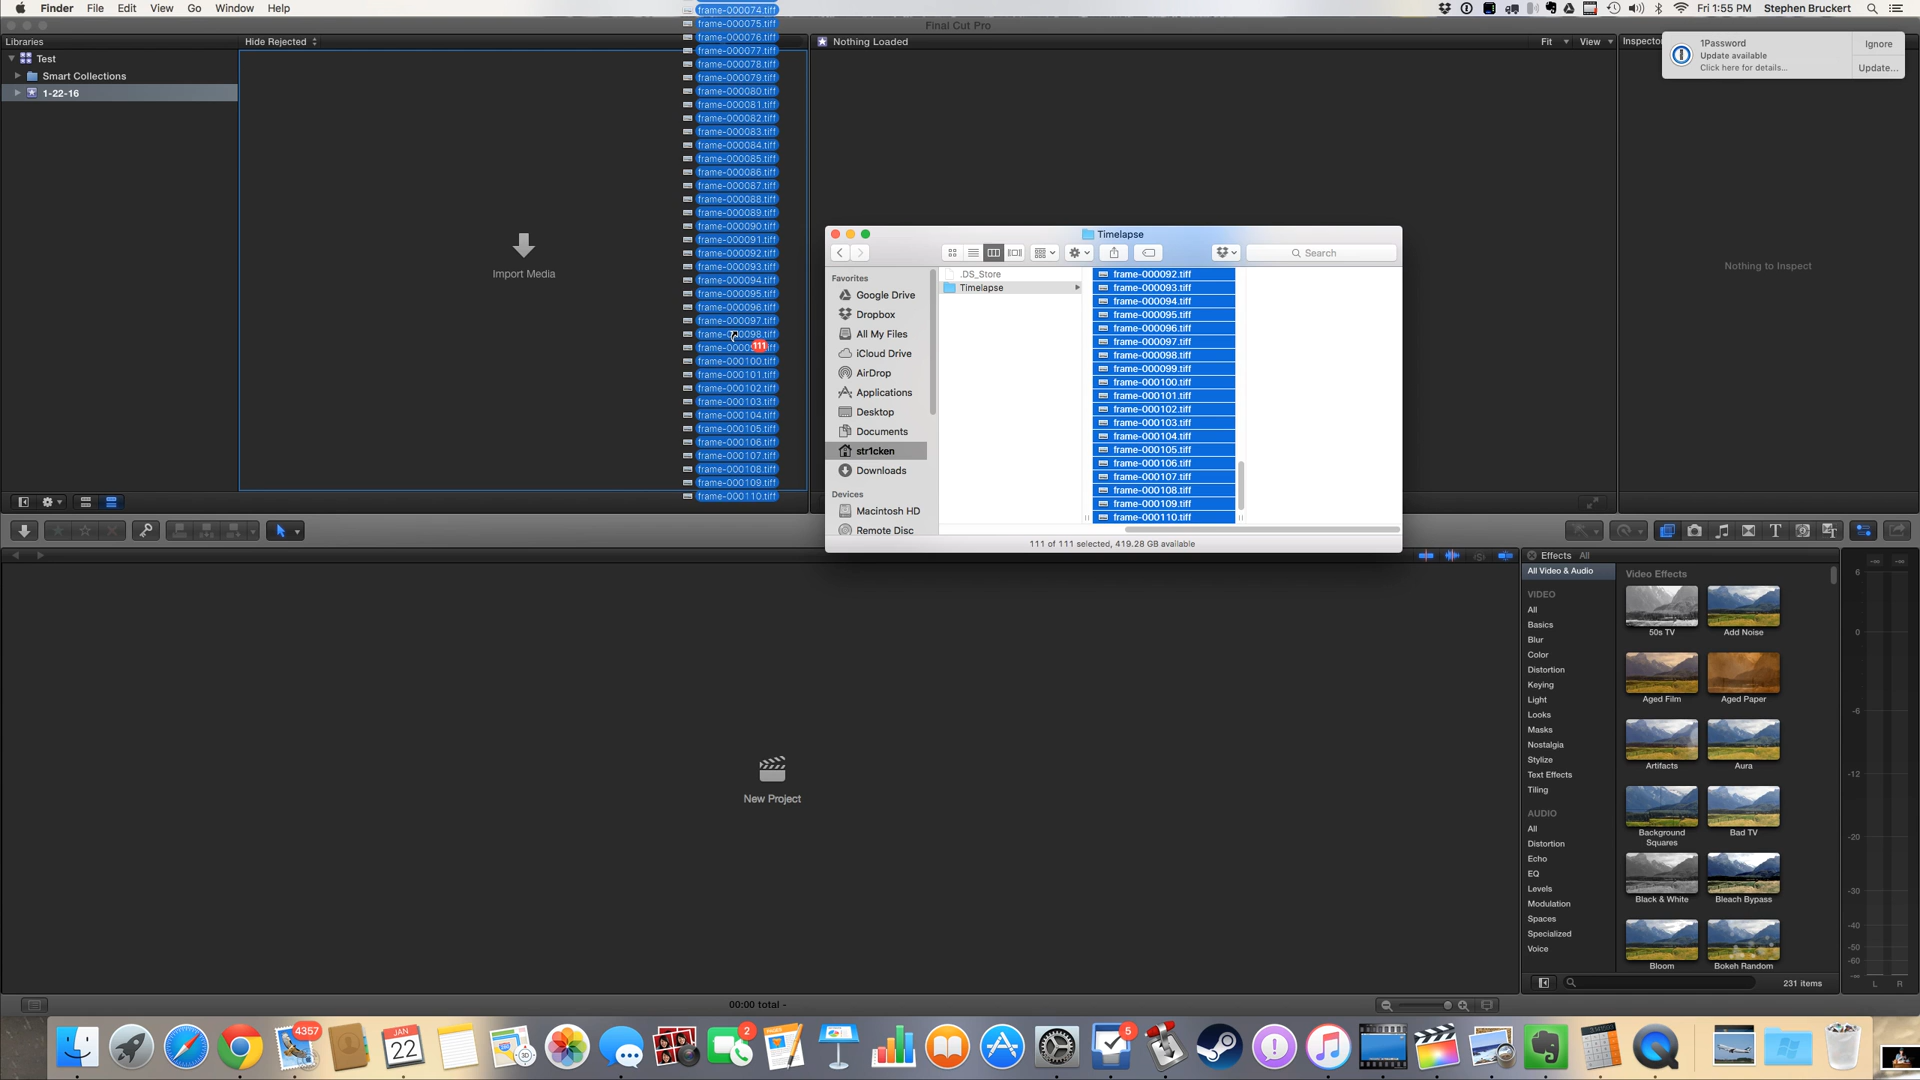 Finder File Edit View Go Window Help
Fri 1:55 PM Stephen Bruckert
Final Cut Pro
Libraries
Hide Rejected
Nothing Loaded
Fit View
Inspector
1Password
Update available
Click here for details...
Ignore
Update...
Test
Smart Collections
1-22-16
Import Media
frame-000074.tiff
frame-000075.tiff
frame-000076.tiff
frame-000077.tiff
frame-000078.tiff
frame-000079.tiff
frame-000080.tiff
frame-000081.tiff
frame-000082.tiff
frame-000083.tiff
frame-000084.tiff
frame-000085.tiff
frame-000086.tiff
frame-000087.tiff
frame-000088.tiff
frame-000089.tiff
frame-000090.tiff
frame-000091.tiff
frame-000092.tiff
frame-000093.tiff
frame-000094.tiff
frame-000095.tiff
frame-000096.tiff
frame-000097.tiff
111
frame-000100.tiff
frame-000101.tiff
frame-000102.tiff
frame-000103.tiff
frame-000104.tiff
frame-000105.tiff
frame-000106.tiff
frame-000107.tiff
frame-000108.tiff
frame-000109.tiff
frame-000110.tiff
Timelapse
Search
Favorites
Google Drive
Dropbox
All My Files
iCloud Drive
AirDrop
Applications
Desktop
Documents
str1cken
Downloads
Devices
Macintosh HD
Remote Disc
.DS_Store
Timelapse
frame-000092.tiff
frame-000093.tiff
frame-000094.tiff
frame-000095.tiff
frame-000096.tiff
frame-000097.tiff
frame-000098.tiff
frame-000099.tiff
frame-000100.tiff
frame-000101.tiff
frame-000102.tiff
frame-000103.tiff
frame-000104.tiff
frame-000105.tiff
frame-000106.tiff
frame-000107.tiff
frame-000108.tiff
frame-000109.tiff
frame-000110.tiff
111 of 111 selected, 419.28 GB available
Nothing to Inspect
New Project
Effects All
All Video & Audio
VIDEO
All
Basics
Blur
Color
Distortion
Keying
Light
Looks
Masks
Nostalgia
Stylize
Text Effects
Tiling
AUDIO
All
Distortion
Echo
EQ
Levels
Modulation
Spaces
Specialized
Voice
Video Effects
50s TV
Add Noise
Aged Film
Aged Paper
Artifacts
Aura
Background Squares
Bad TV
Black & White
Bleach Bypass
Bloom
Bokeh Random
231 items
6
0
-6
-12
-20
-30
-40
-50
-60
L R
00:00 total -
4357
JAN
22
2
5